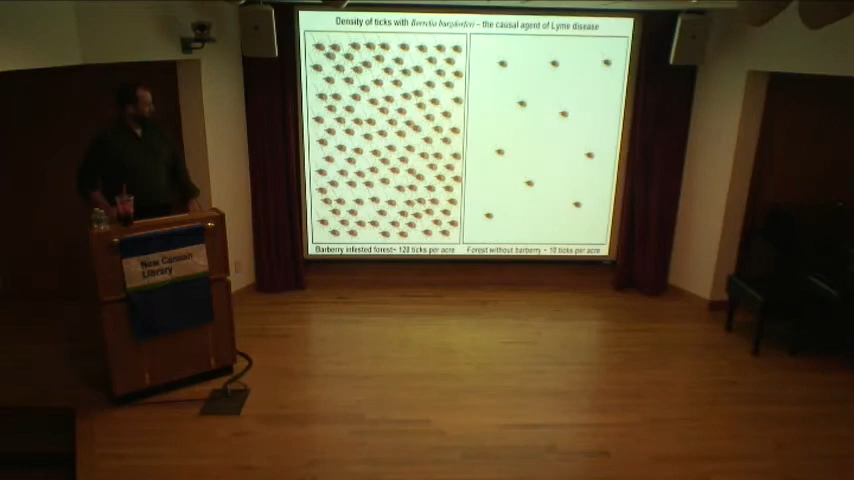 Density of ticks with Borrelia burgdorferi – the causal agent of Lyme disease
Barberry infested forest~ 120 ticks per acre
Forest without barberry ~ 10 ticks per acre
New Canaan
Library